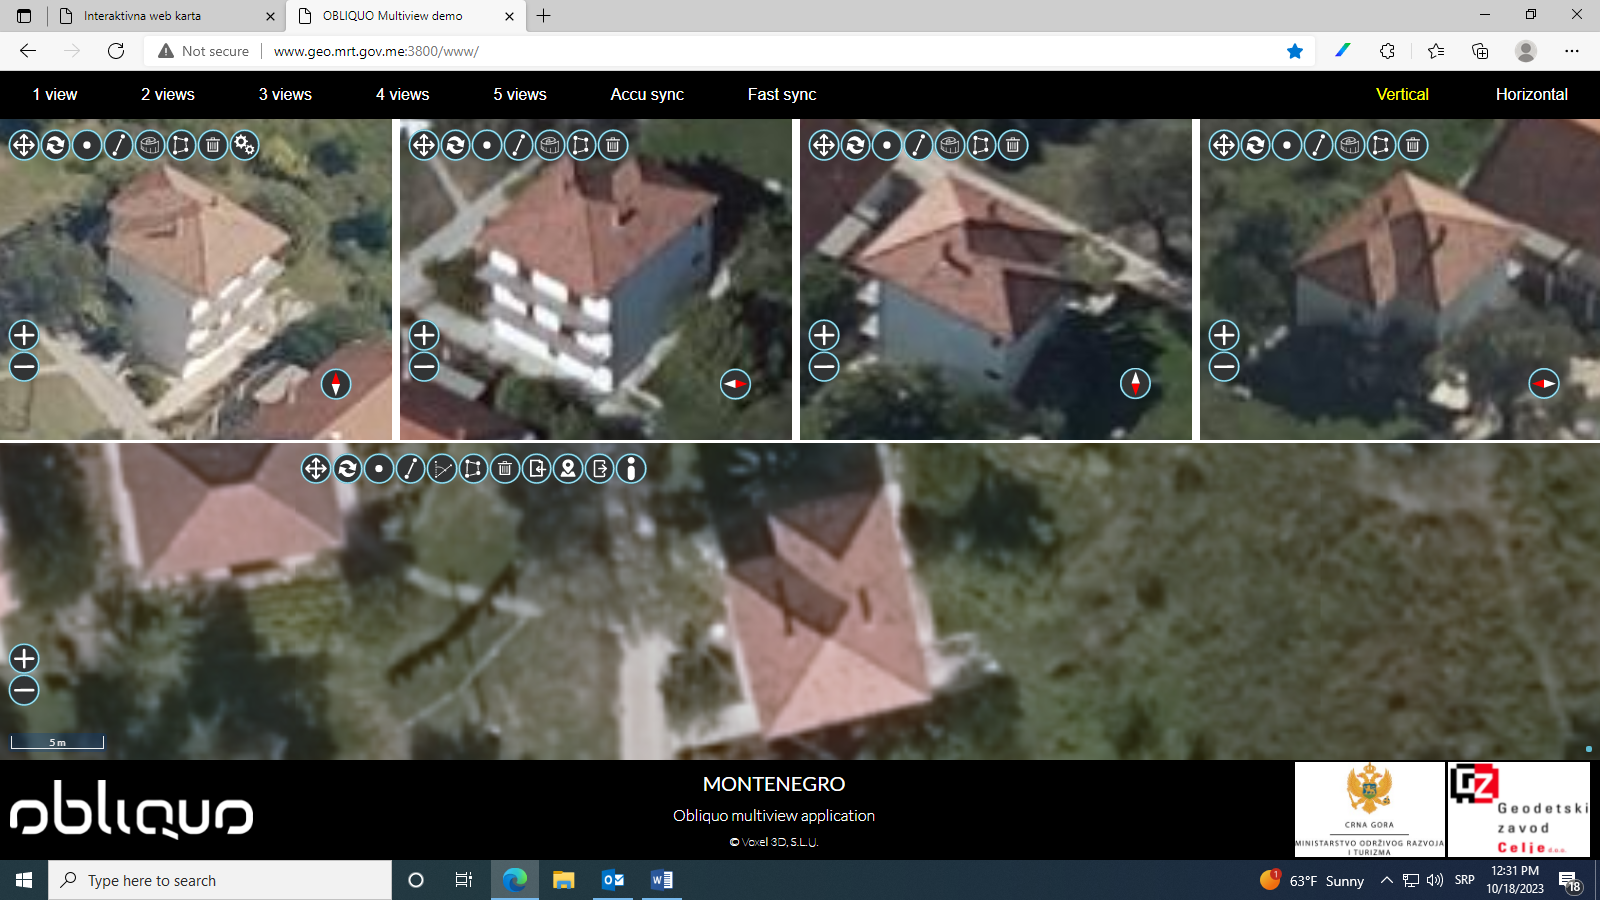 Interaktivna web karta
OBLIQUO Multiview demo
Not secure
www.geo.mrt.gov.me:3800/www/
1 view
2 views
3 views
4 views
5 views
Accu sync
Fast sync
Vertical
Horizontal
5 m
obliquo
MONTENEGRO
Obliquo multiview application
© Voxel 3D, S.L.U.
CRNA GORA
MINISTARSTVO ODRŽIVOG RAZVOJA
I TURIZMA
GZ
Geodetski
zavod
Celje d.o.o.
Type here to search
1
63°F Sunny
SRP
12:31 PM
10/18/2023
18